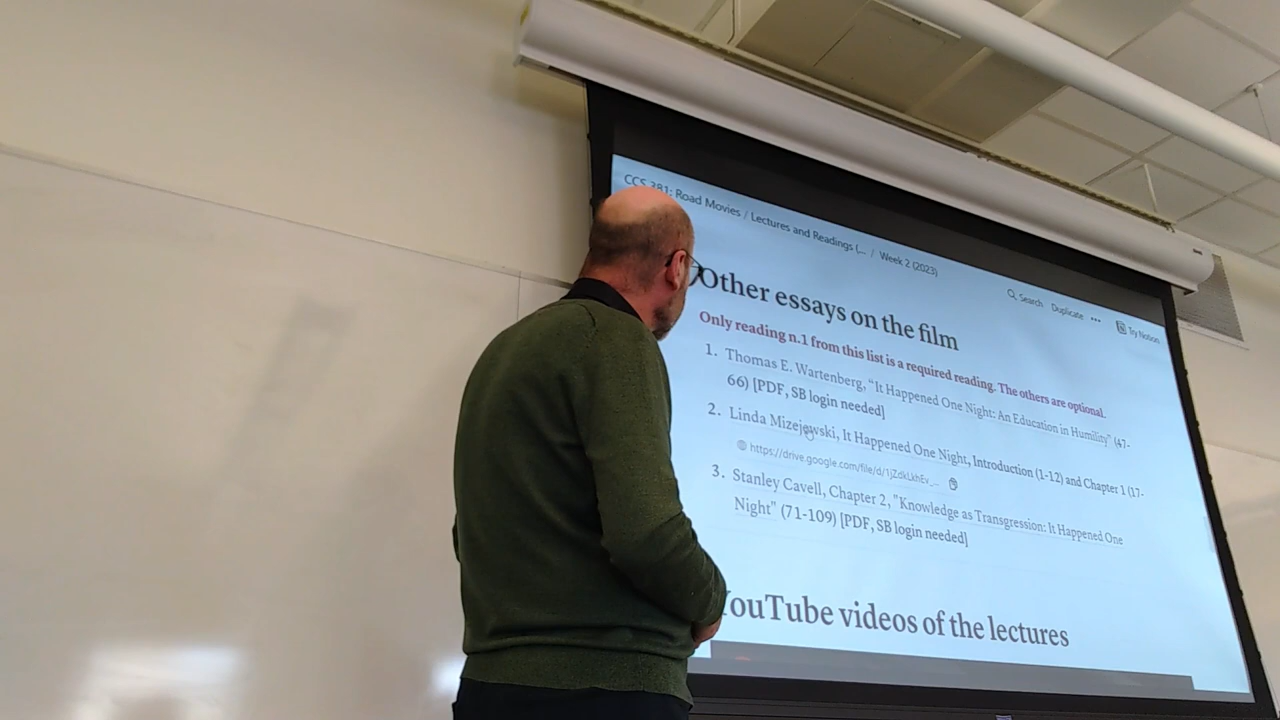 CCS 381: Road Movies / Lectures and Readings (... / Week 2 (2023)
Search Duplicate ••• Try Notion
Other essays on the film
Only reading n.1 from this list is a required reading. The others are optional.
1. Thomas E. Wartenberg, “It Happened One Night: An Education in Humility” (47-
66) [PDF, SB login needed]
2. Linda Mizejewski, It Happened One Night, Introduction (1-12) and Chapter 1 (17-
https://drive.google.com/file/d/1jZdkLkhEv_...
3. Stanley Cavell, Chapter 2, "Knowledge as Transgression: It Happened One
Night" (71-109) [PDF, SB login needed]
YouTube videos of the lectures